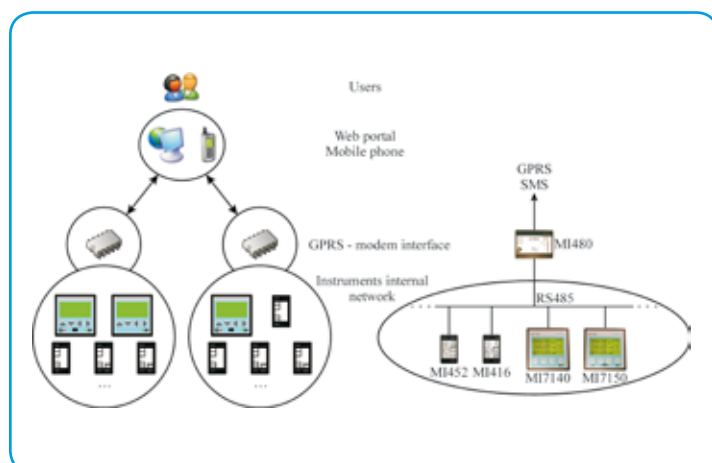 Users
Web portal
Mobile phone
GPRS - modem interface
Instruments internal
network
...
...
GPRS
SMS
MI480
RS485
MI452
MI416
MI7140
MI7150